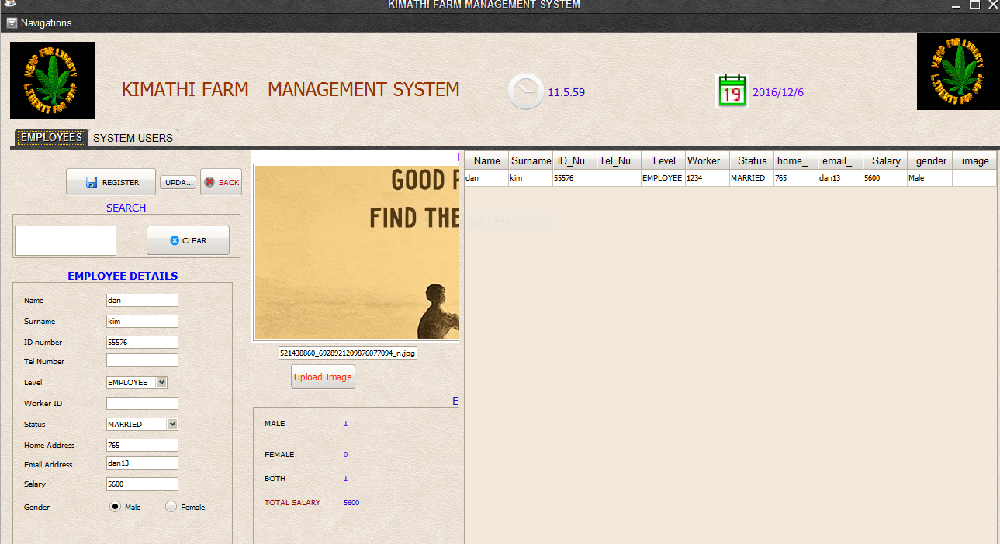 KIMATHI FARM MANAGEMENT SYSTEM
Navigations
HEMP FOR LIBERTY
LIBERTY FOR HEMP
KIMATHI FARM MANAGEMENT SYSTEM
11.5.59
19
2016/12/6
HEMP FOR LIBERTY
LIBERTY FOR HEMP
EMPLOYEES
SYSTEM USERS
REGISTER
UPDA...
SACK
SEARCH
CLEAR
EMPLOYEE DETAILS
Name
dan
Surname
kim
ID number
55576
Tel Number
Level
EMPLOYEE
Worker ID
Status
MARRIED
Home Address
765
Email Address
dan13
Salary
5600
Gender
Male
Female
GOOD
FIND THE
521438860_6928921209876077094_n.jpg
Upload Image
E
MALE 1
FEMALE 0
BOTH 1
TOTAL SALARY 5600
Name Surname ID_Nu... Tel_Nu... Level Worker... Status home_... email_... Salary gender image
dan kim 55576 EMPLOYEE 1234 MARRIED 765 dan13 5600 Male